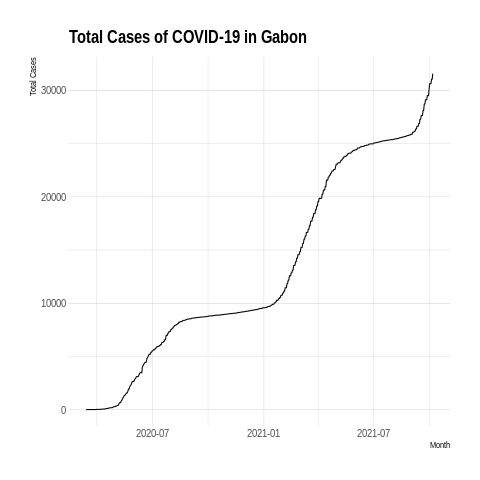 Total Cases of COVID-19 in Gabon
Total Cases
30000
20000
10000
0
2020-07 2021-01 2021-07
Month